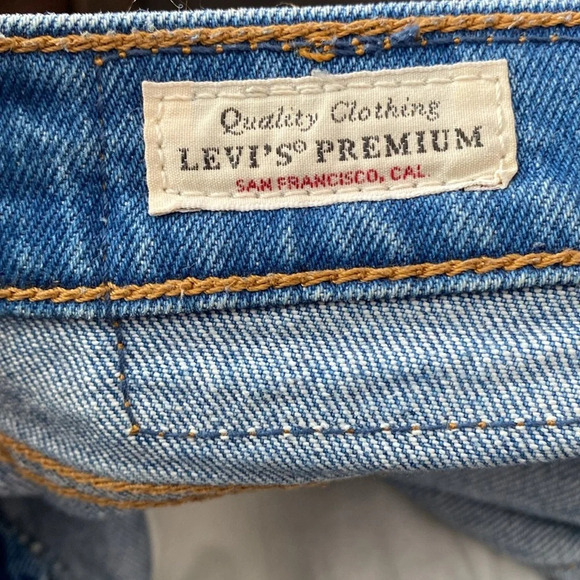 Quality Clothing
LEVI'S® PREMIUM
SAN FRANCISCO, CAL.